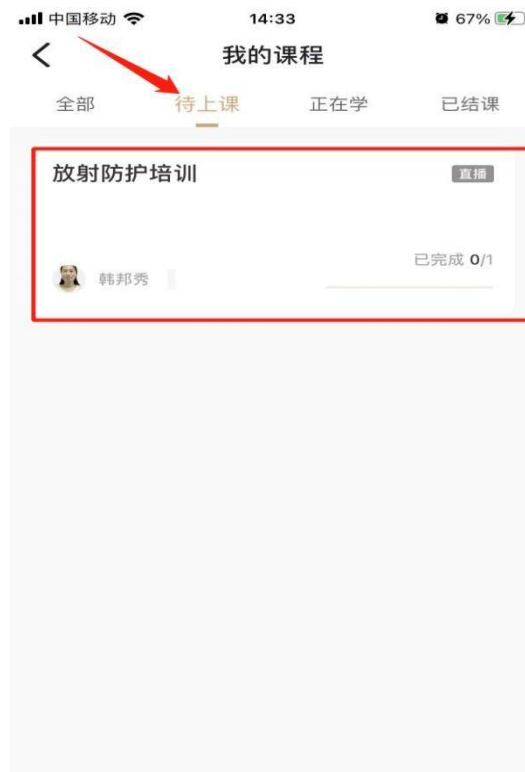 中国移动 14:33 67%
我的课程
全部 待上课 正在学 已结课
放射防护培训 直播
已完成 0/1
韩邦秀